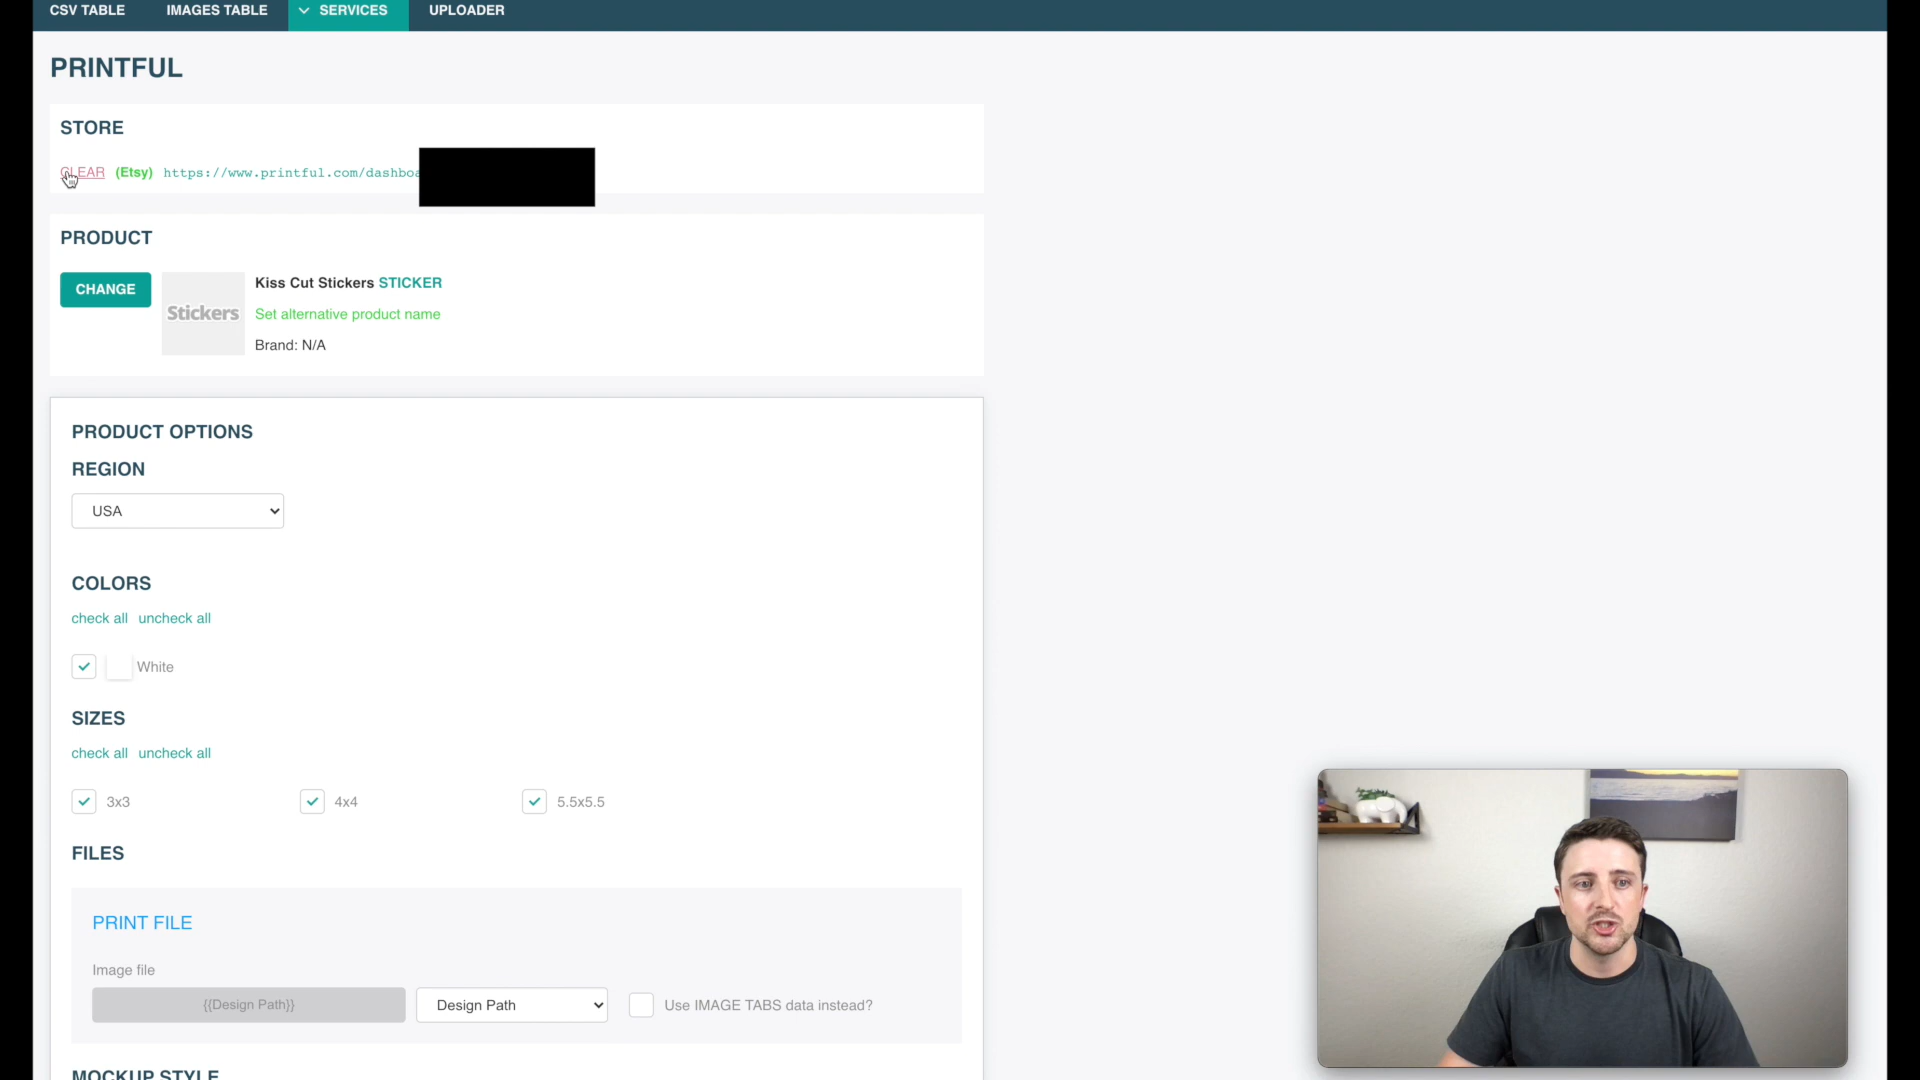 CSV TABLE IMAGES TABLE SERVICES UPLOADER
PRINTFUL
STORE
CLEAR (Etsy) https://www.printful.com/dashboa
PRODUCT
CHANGE
Stickers
Kiss Cut Stickers STICKER
Set alternative product name
Brand: N/A
PRODUCT OPTIONS
REGION
USA
COLORS
check all uncheck all
White
SIZES
check all uncheck all
3x3 4x4 5.5x5.5
FILES
PRINT FILE
Image file
{{Design Path}} Design Path Use IMAGE TABS data instead?
MOCKUP STYLE